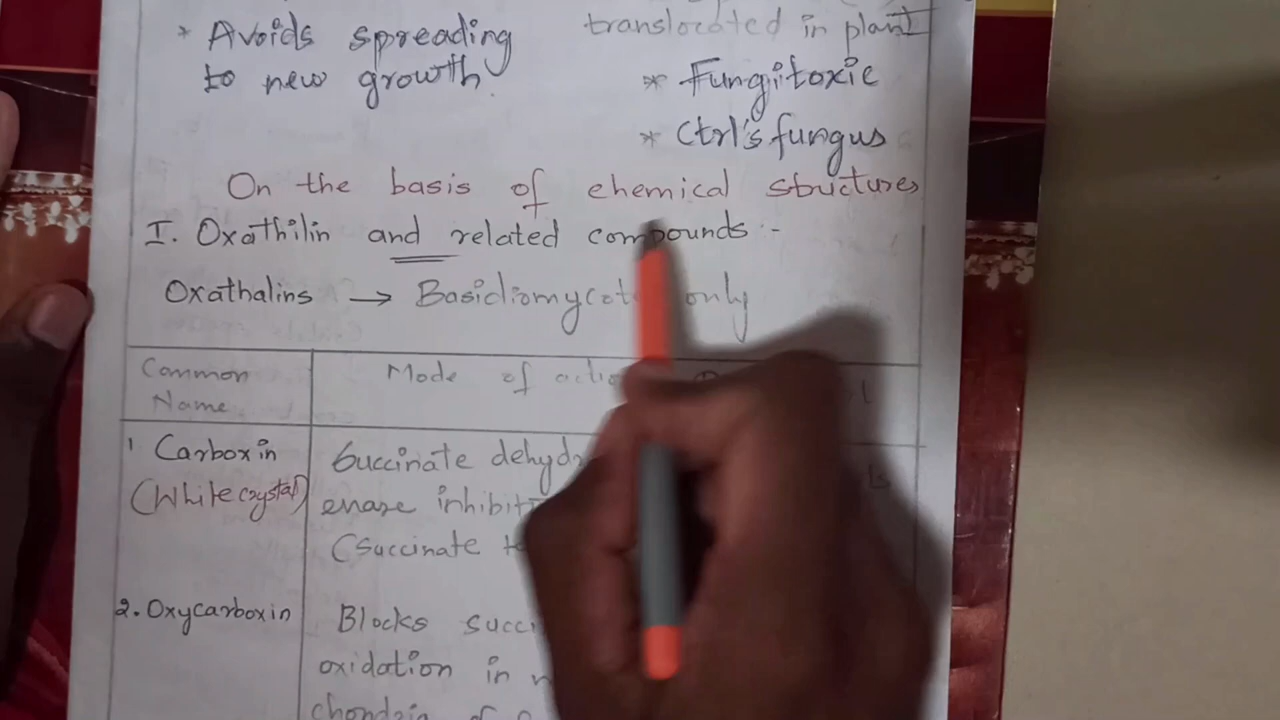 * Avoids spreading
to new growth.
translocated in plant
* Fungitoxic
* Ctrl's fungus
On the basis of chemical structures
I. Oxathilin and related compounds :-
Oxathalins → only
Common
Name
Mode of
1 Carboxin
(White crystal)
Succinate
enase
(Succinate
2. Oxycarboxin
Blocks
oxidation in